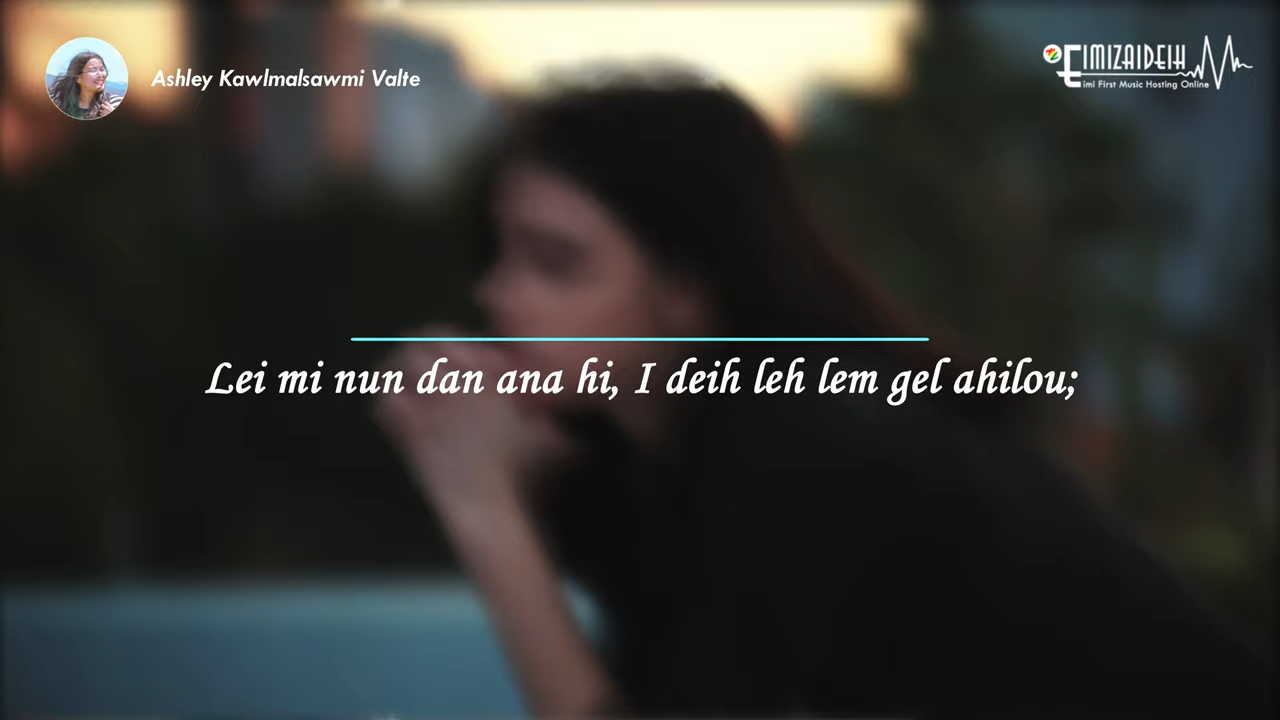 Ashley Kawlmalsawmi Valte
EIMIZAIDEIH
Eimi First Music Hosting Online
Lei mi nun dan ana hi, I deih leh lem gel ahilou;